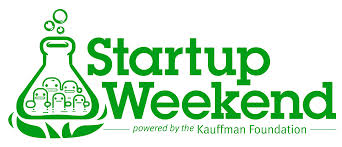 Startup
Weekend
powered by the Kauffman Foundation